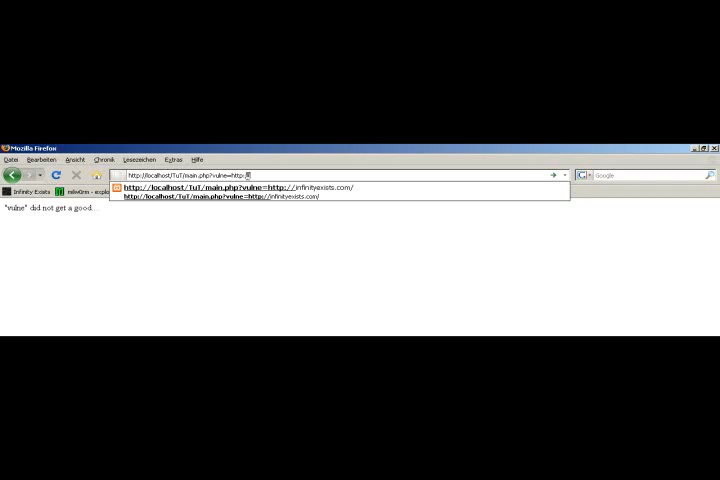 Mozilla Firefox
Datei Bearbeiten Ansicht Chronik Lesezeichen Extras Hilfe
http://localhost/TuT/main.php?vulne=http:/
Google
Infinity Exists milw0rm - explo
http://localhost/TuT/main.php?vulne=http://infinityexists.com/
http://localhost/TuT/main.php?vulne=http://infinityexists.com/
"vulne" did not get a good...